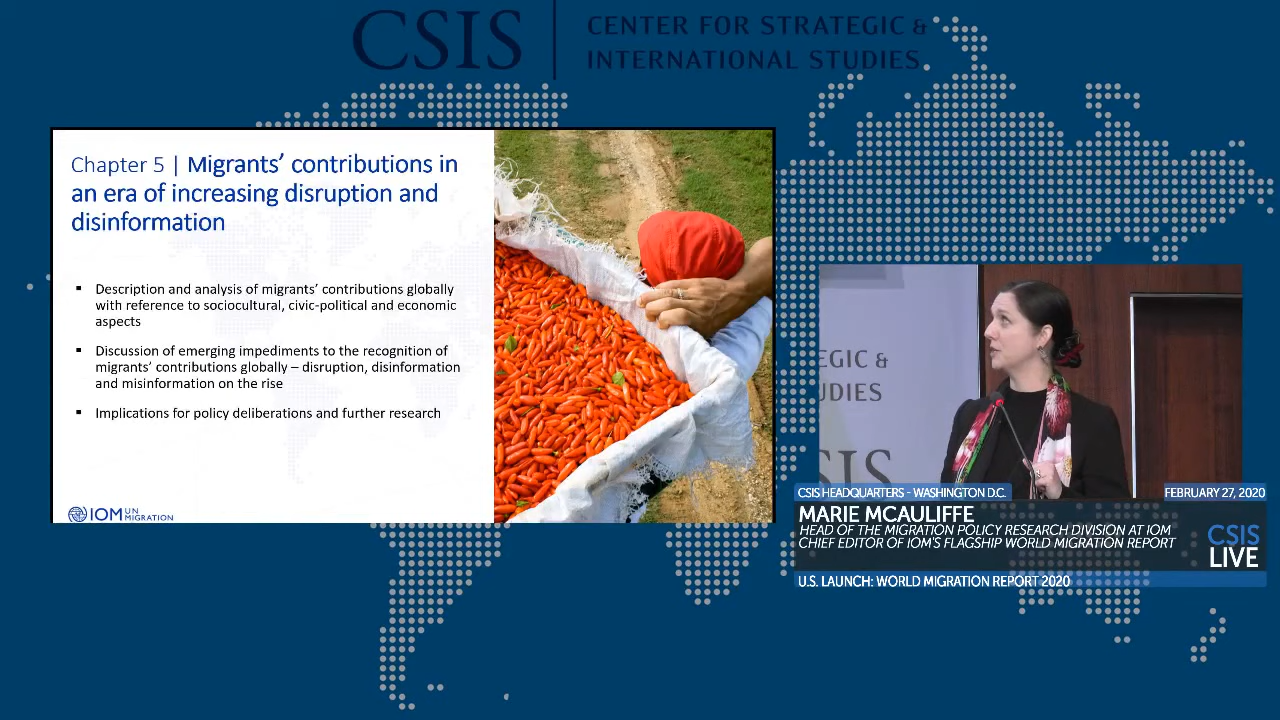 CSIS
CENTER FOR STRATEGIC &
INTERNATIONAL STUDIES
Chapter 5 | Migrants' contributions in
an era of increasing disruption and
disinformation
▪ Description and analysis of migrants' contributions globally
with reference to sociocultural, civic-political and economic
aspects
▪ Discussion of emerging impediments to the recognition of
migrants' contributions globally – disruption, disinformation
and misinformation on the rise
▪ Implications for policy deliberations and further research
IOM UN
MIGRATION
EGIC &
UDIES
SIS
CSIS HEADQUARTERS - WASHINGTON D.C.
FEBRUARY 27, 2020
MARIE MCAULIFFE
HEAD OF THE MIGRATION POLICY RESEARCH DIVISION AT IOM
CHIEF EDITOR OF IOM'S FLAGSHIP WORLD MIGRATION REPORT
CSIS
LIVE
U.S. LAUNCH: WORLD MIGRATION REPORT 2020